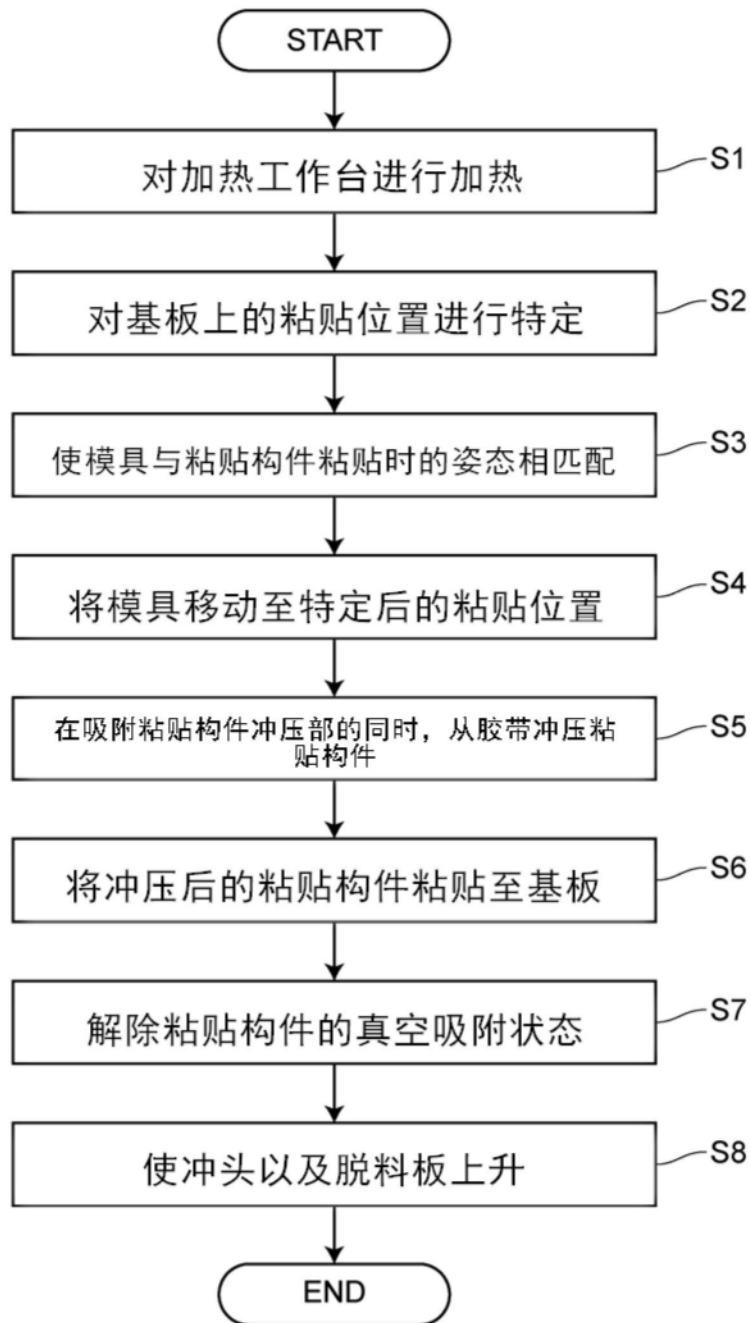 START
对加热工作台进行加热
S1
对基板上的粘贴位置进行特定
S2
使模具与粘贴构件粘贴时的姿态相匹配
S3
将模具移动至特定后的粘贴位置
S4
在吸附粘贴构件冲压部的同时，从胶带冲压粘
贴构件
S5
将冲压后的粘贴构件粘贴至基板
S6
解除粘贴构件的真空吸附状态
S7
使冲头以及脱料板上升
S8
END